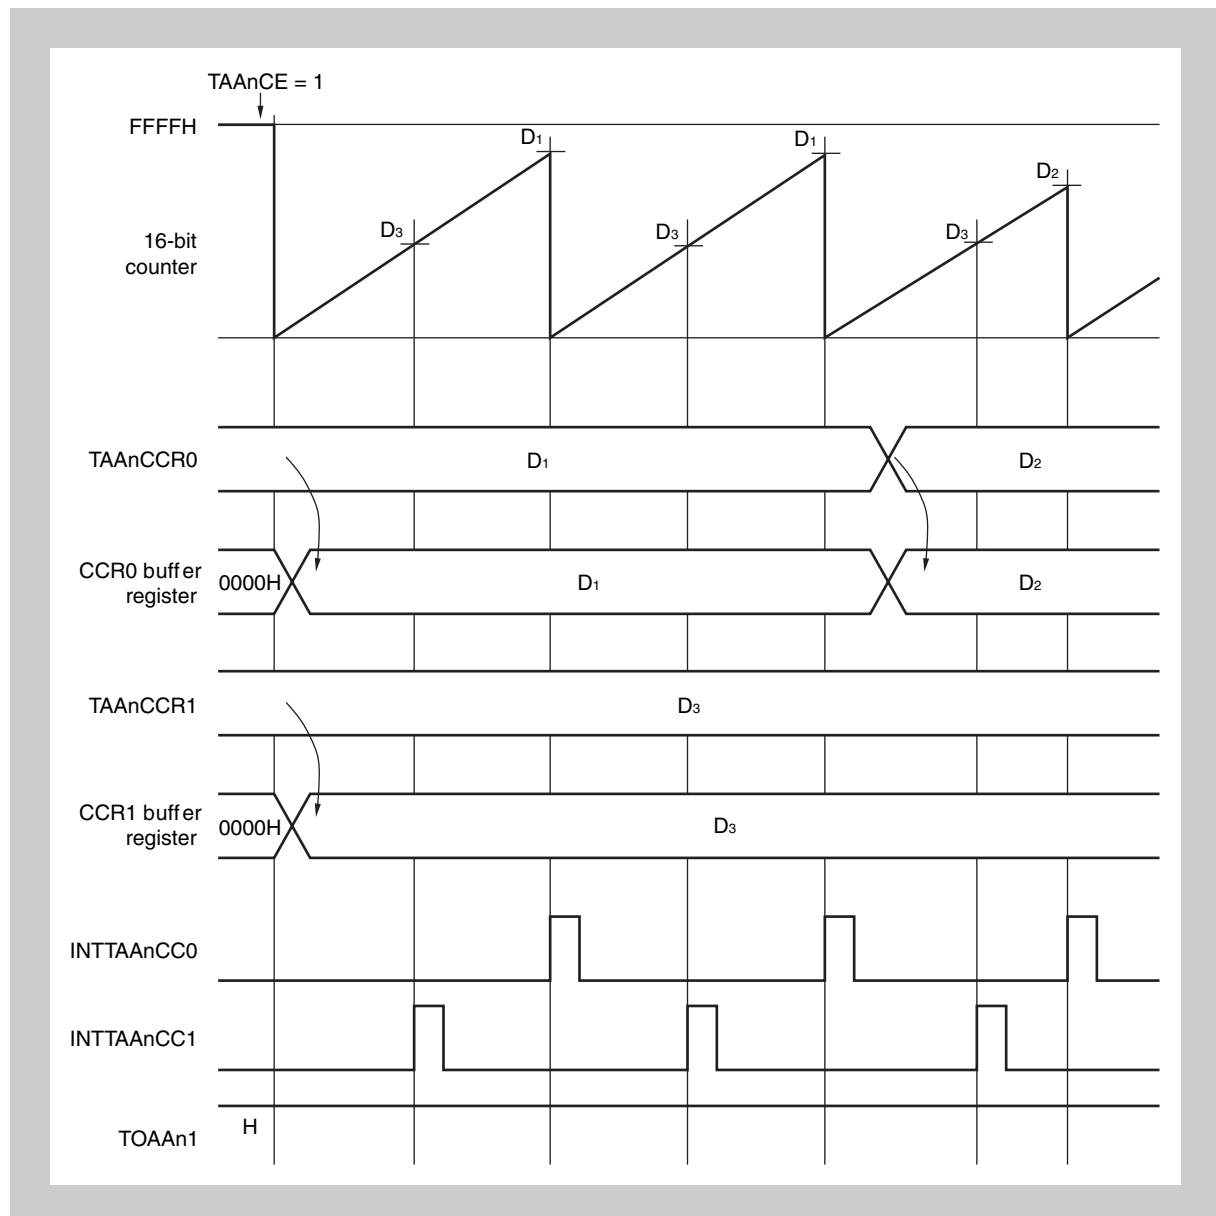 TAAnCE = 1
FFFFH
D1
D1
D2
D3
D3
D3
16-bit
counter
TAAnCCR0
D1
D2
CCR0 buffer
register
0000H
D1
D2
TAAnCCR1
D3
CCR1 buffer
register
0000H
D3
INTTAAnCC0
INTTAAnCC1
H
TOAAn1